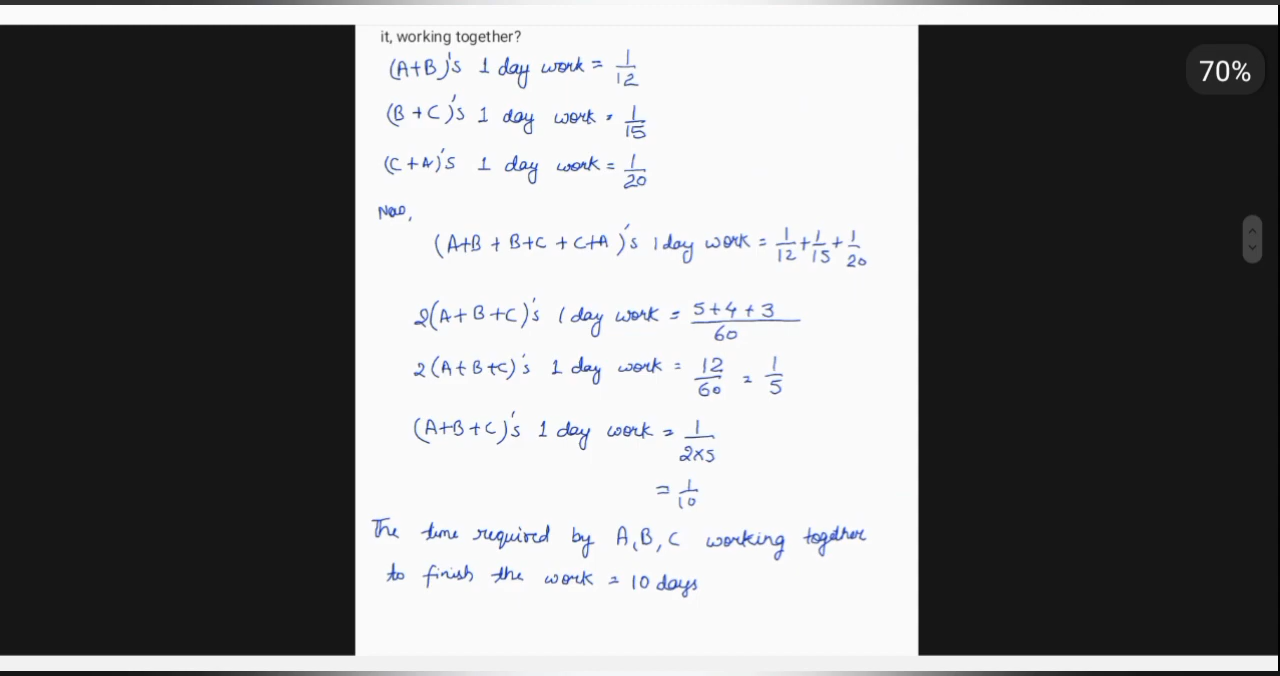 it, working together?
(A+B)'s 1 day work = 1/12
70%
(B+C)'s 1 day work = 1/15
(C+A)'s 1 day work = 1/20
Now,
(A+B + B+C + C+A)'s 1 day work = 1/12 + 1/15 + 1/20
2(A+B+C)'s 1 day work = 5+4+3/60
2(A+B+C)'s 1 day work = 12/60 = 1/5
(A+B+C)'s 1 day work = 1/2×5
= 1/10
The time required by A, B, C working together
to finish the work = 10 days